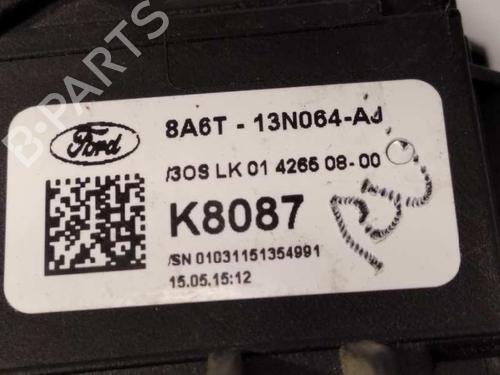 B-PARTS
Ford
8A6T - 13N064-AJ
/3OS LK 01 4265 08-00
K8087
/SN 01031151354991
15.05.15:12